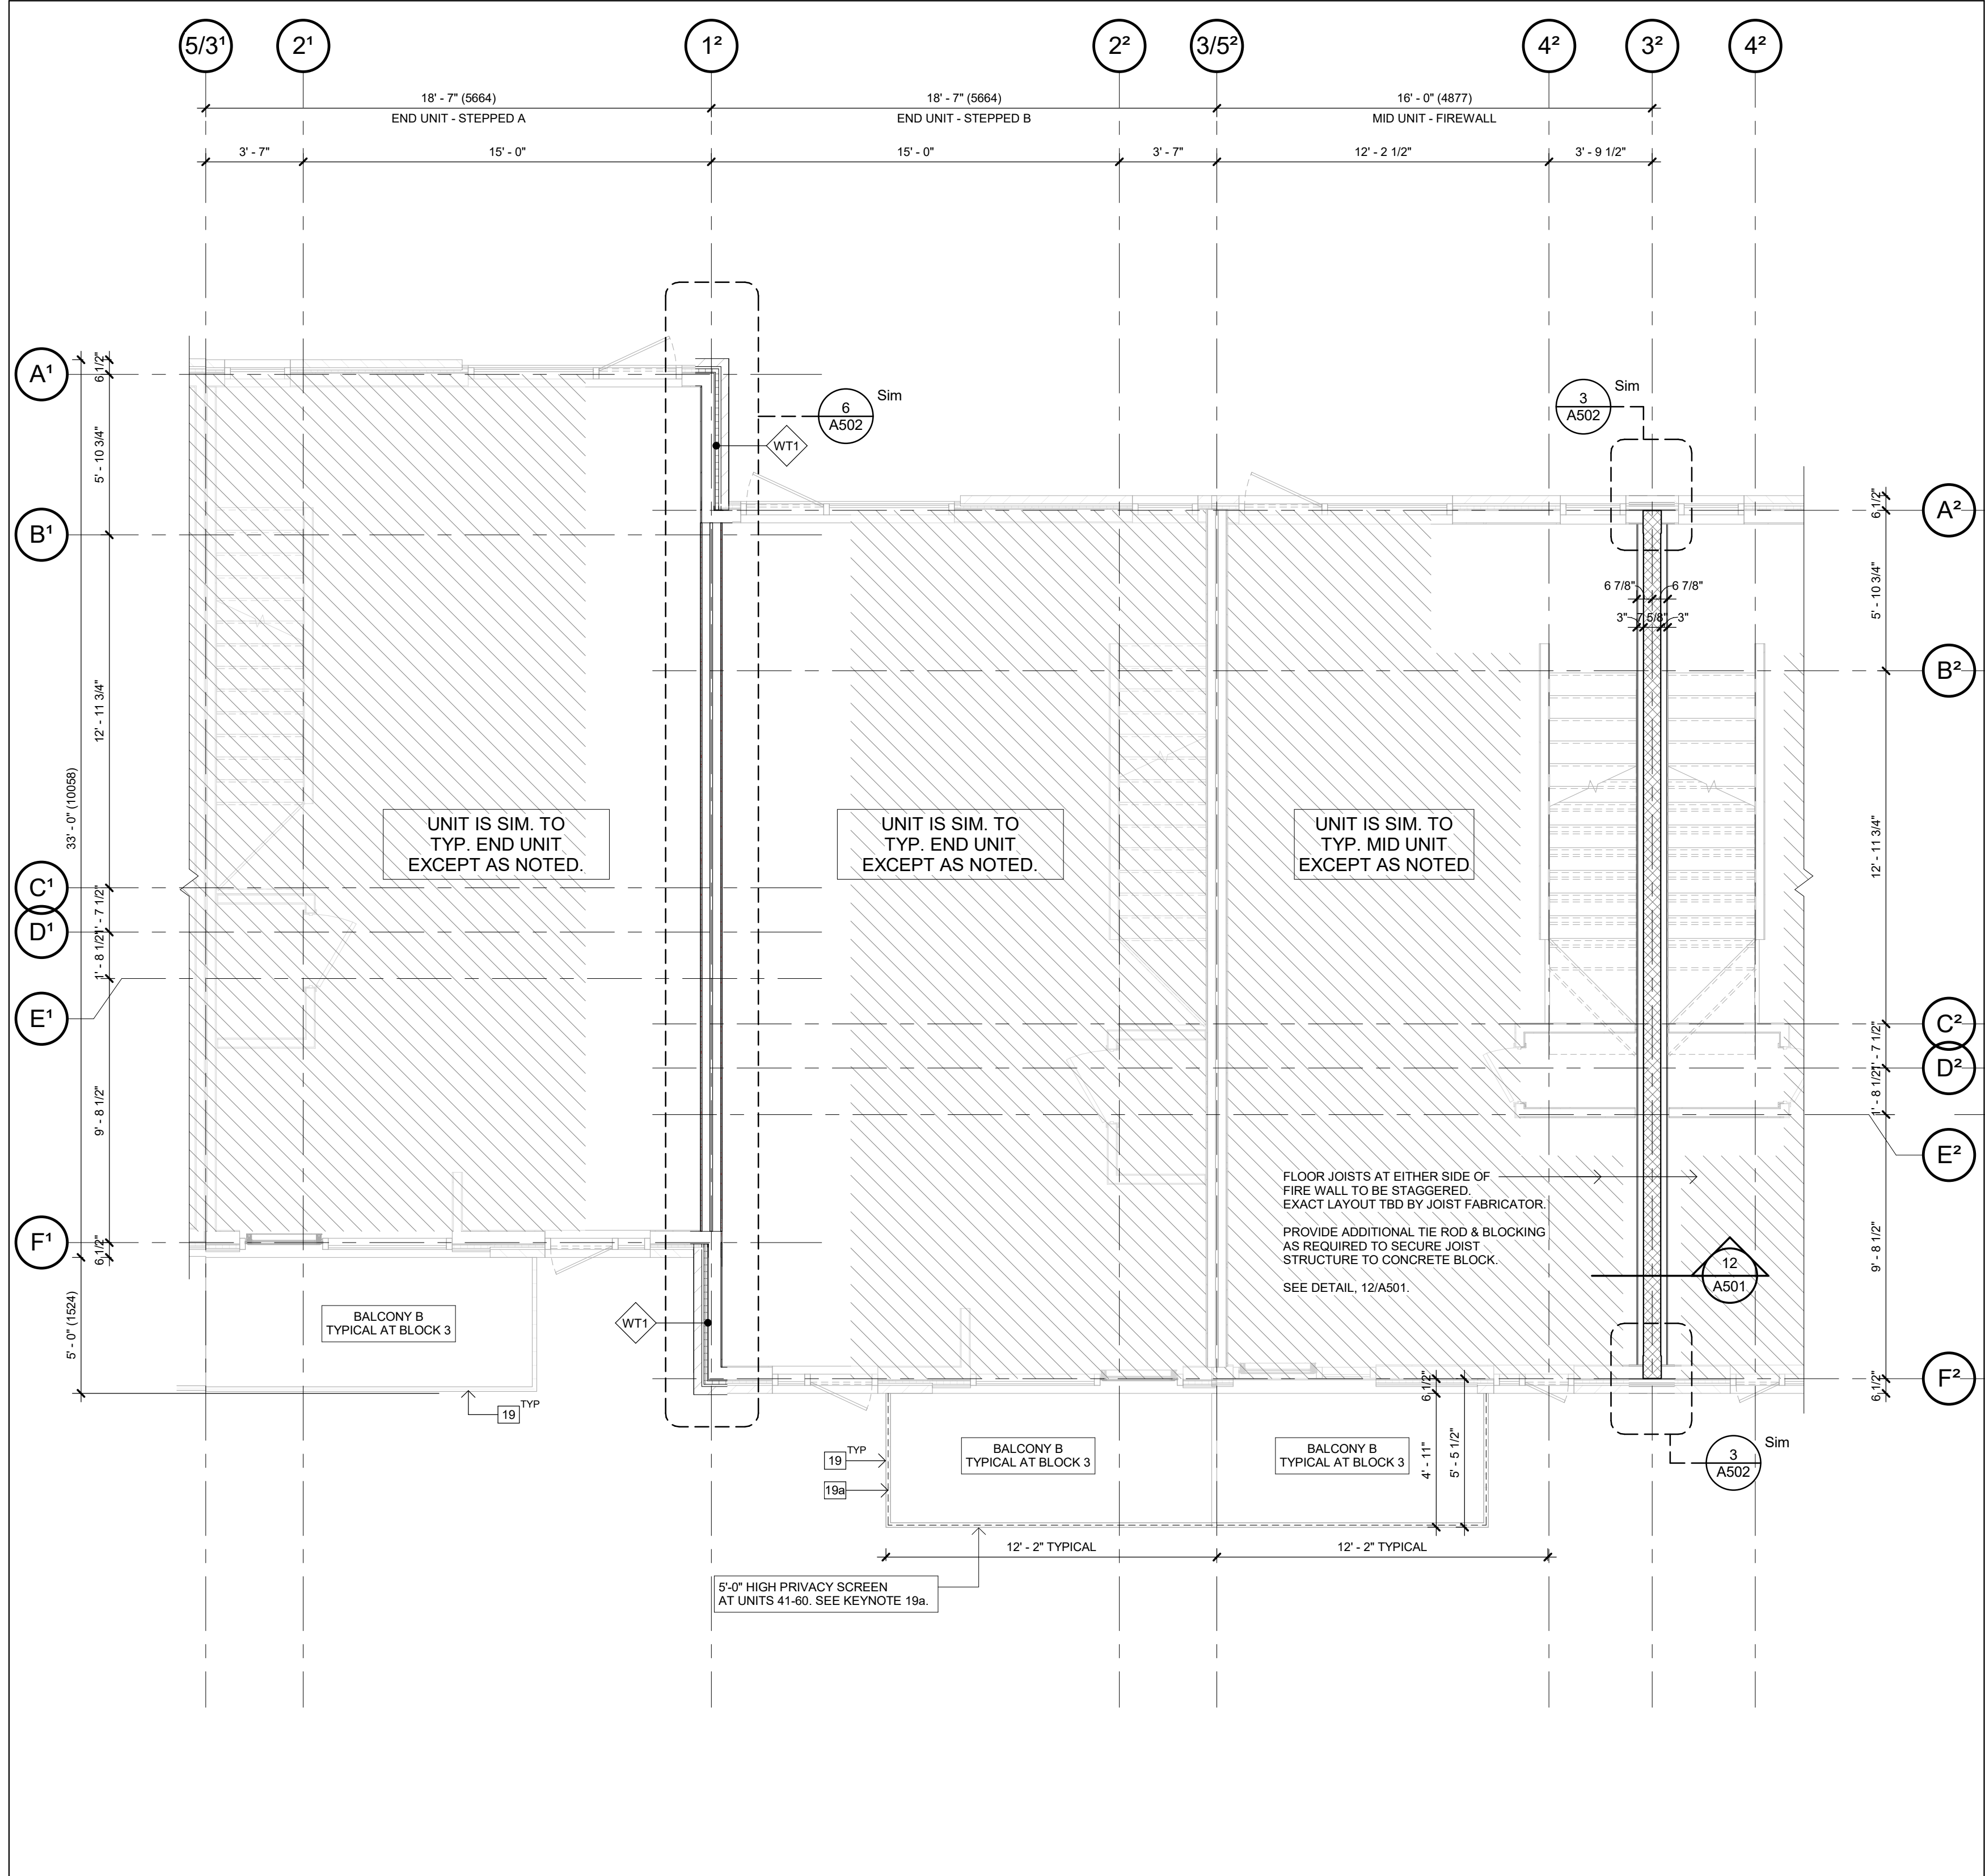 5/3¹
2¹
1²
2²
3/5²
4²
3²
4²
18' - 7" (5664)
END UNIT - STEPPED A
18' - 7" (5664)
END UNIT - STEPPED B
16' - 0" (4877)
MID UNIT - FIREWALL
3' - 7"
15' - 0"
15' - 0"
3' - 7"
12' - 2 1/2"
3' - 9 1/2"
A¹
B¹
C¹
D¹
E¹
F¹
6 1/2"
5' - 10 3/4"
12' - 11 3/4"
33' - 0" (10058)
1' - 7 1/2"
1' - 8 1/2"
9' - 8 1/2"
6 1/2"
5' - 0" (1524)
6
A502
Sim
WT1
3
A502
Sim
A²
B²
C²
D²
E²
F²
6 1/2"
5' - 10 3/4"
12' - 11 3/4"
1' - 7 1/2"
1' - 8 1/2"
9' - 8 1/2"
6 1/2"
6 7/8"
6 7/8"
3"
7 5/8"
3"
UNIT IS SIM. TO
TYP. END UNIT
EXCEPT AS NOTED.
UNIT IS SIM. TO
TYP. END UNIT
EXCEPT AS NOTED.
UNIT IS SIM. TO
TYP. MID UNIT
EXCEPT AS NOTED
FLOOR JOISTS AT EITHER SIDE OF
FIRE WALL TO BE STAGGERED.
EXACT LAYOUT TBD BY JOIST FABRICATOR.
PROVIDE ADDITIONAL TIE ROD & BLOCKING
AS REQUIRED TO SECURE JOIST
STRUCTURE TO CONCRETE BLOCK.
SEE DETAIL, 12/A501.
12
A501
BALCONY B
TYPICAL AT BLOCK 3
WT1
19
TYP
19
TYP
19a
BALCONY B
TYPICAL AT BLOCK 3
BALCONY B
TYPICAL AT BLOCK 3
6 1/2"
4' - 11"
5' - 5 1/2"
3
A502
Sim
12' - 2" TYPICAL
12' - 2" TYPICAL
5'-0" HIGH PRIVACY SCREEN
AT UNITS 41-60. SEE KEYNOTE 19a.